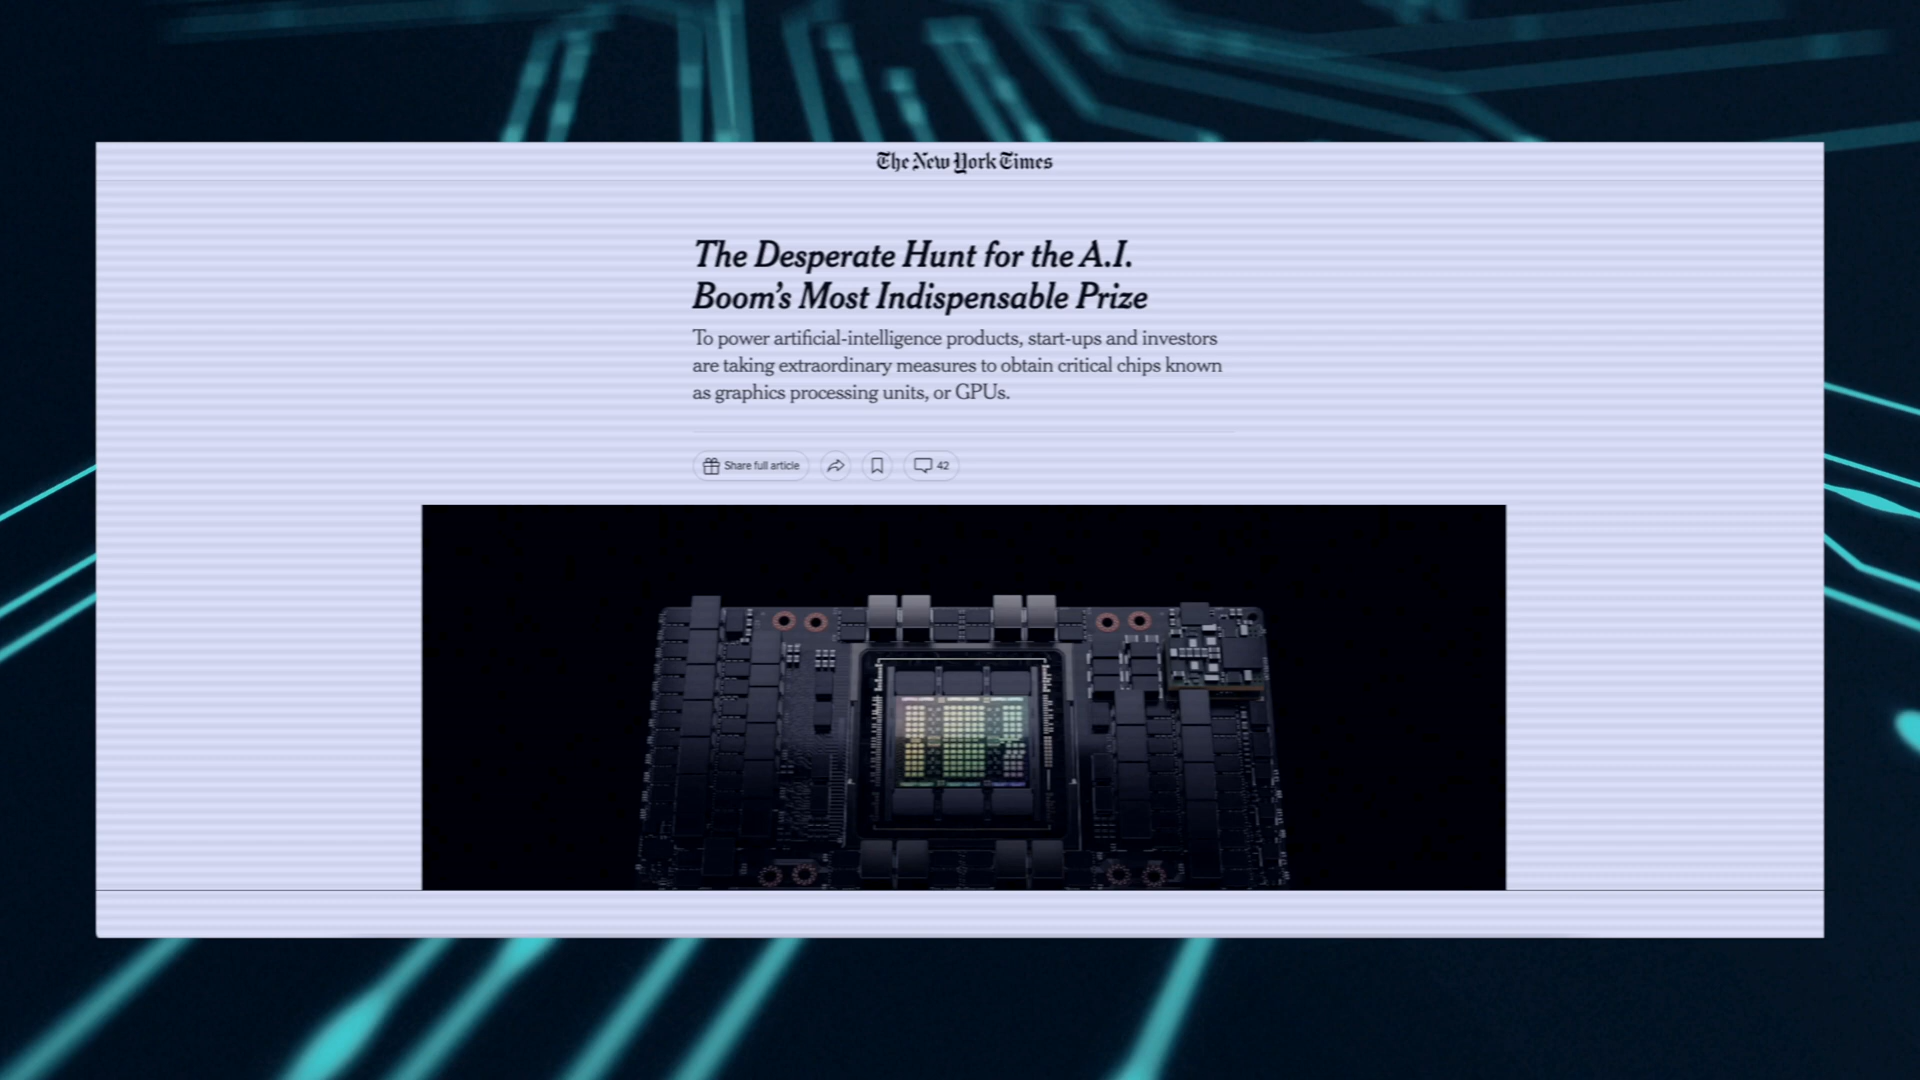 The New York Times
The Desperate Hunt for the A.I.
Boom's Most Indispensable Prize
To power artificial-intelligence products, start-ups and investors
are taking extraordinary measures to obtain critical chips known
as graphics processing units, or GPUs.
Share full article
42